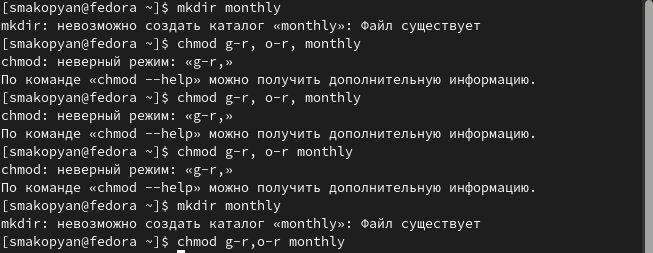 [smakopyan@fedora ~]$ mkdir monthly
mkdir: невозможно создать каталог «monthly»: Файл существует
[smakopyan@fedora ~]$ chmod g-r, o-r, monthly
chmod: неверный режим: «g-r,»
По команде «chmod --help» можно получить дополнительную информацию.
[smakopyan@fedora ~]$ chmod g-r, o-r, monthly
chmod: неверный режим: «g-r,»
По команде «chmod --help» можно получить дополнительную информацию.
[smakopyan@fedora ~]$ chmod g-r, o-r monthly
chmod: неверный режим: «g-r,»
По команде «chmod --help» можно получить дополнительную информацию.
[smakopyan@fedora ~]$ mkdir monthly
mkdir: невозможно создать каталог «monthly»: Файл существует
[smakopyan@fedora ~]$ chmod g-r,o-r monthly